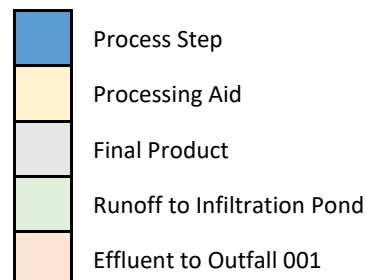 Process Step
Processing Aid
Final Product
Runoff to Infiltration Pond
Effluent to Outfall 001